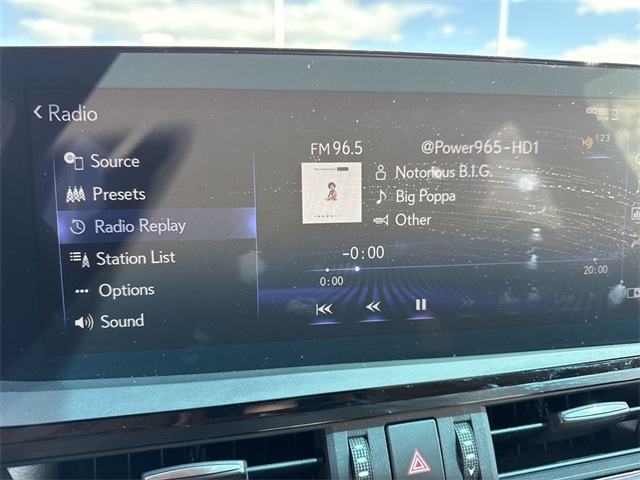 Radio
FM 96.5
@Power965-HD1
123
Source
Presets
Radio Replay
Station List
Options
Sound
Notorious B.I.G.
Big Poppa
Other
-0:00
0:00
20:00